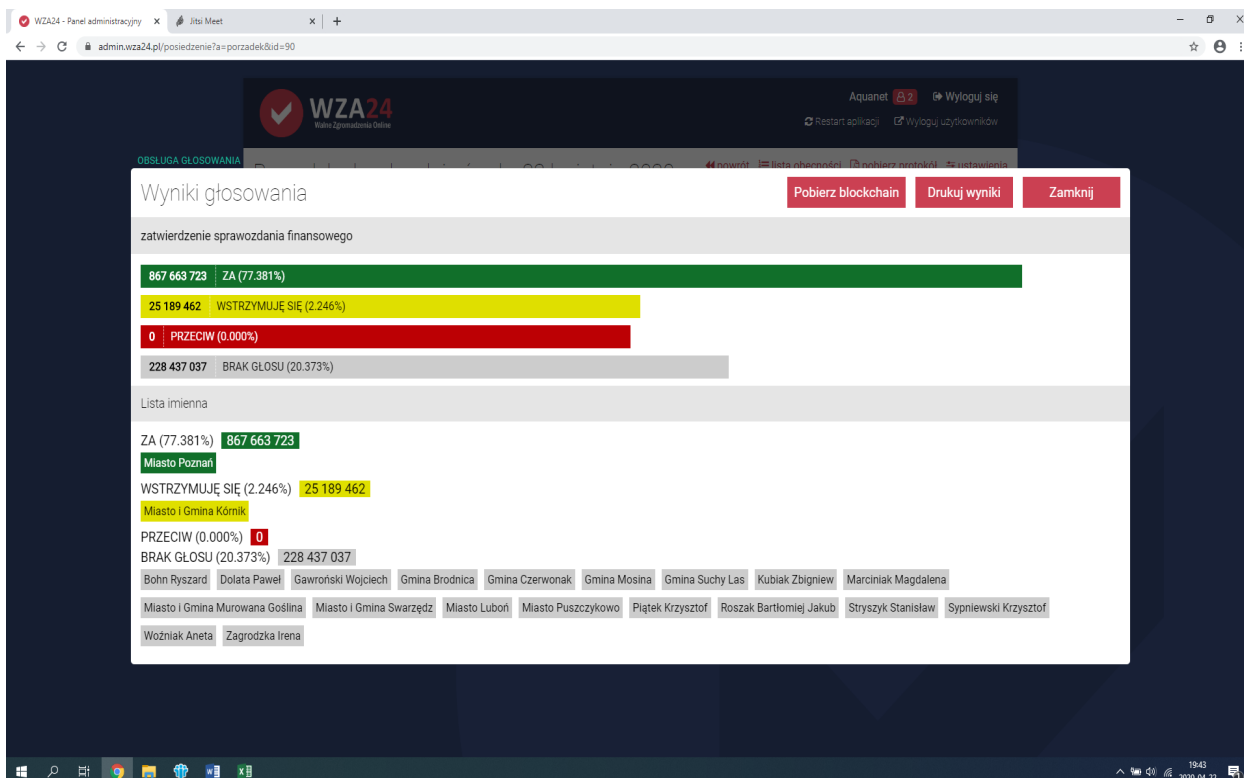 WZA24 - Panel administracyjny
Jitsi Meet
admin.wza24.pl/posiedzenie?a=porzadek&id=90
WZA24
Walne Zgromadzenia Online
Aquanet 2 Wyloguj się
Restart aplikacji Wyloguj użytkowników
OBSŁUGA GŁOSOWANIA
powrót lista obecności pobierz protokół ustawienia
Wyniki głosowania
Pobierz blockchain
Drukuj wyniki
Zamknij
zatwierdzenie sprawozdania finansowego
867 663 723 ZA (77.381%)
25 189 462 WSTRZYMUJĘ SIĘ (2.246%)
0 PRZECIW (0.000%)
228 437 037 BRAK GŁOSU (20.373%)
Lista imienna
ZA (77.381%) 867 663 723
Miasto Poznań
WSTRZYMUJĘ SIĘ (2.246%) 25 189 462
Miasto i Gmina Kórnik
PRZECIW (0.000%) 0
BRAK GŁOSU (20.373%) 228 437 037
Bohn Ryszard Dolata Paweł Gawroński Wojciech Gmina Brodnica Gmina Czerwonak Gmina Mosina Gmina Suchy Las Kubiak Zbigniew Marciniak Magdalena
Miasto i Gmina Murowana Goślina Miasto i Gmina Swarzędz Miasto Luboń Miasto Puszczykowo Piątek Krzysztof Roszak Bartłomiej Jakub Stryszyk Stanisław Sypniewski Krzysztof
Woźniak Aneta Zagrodzka Irena
19:43